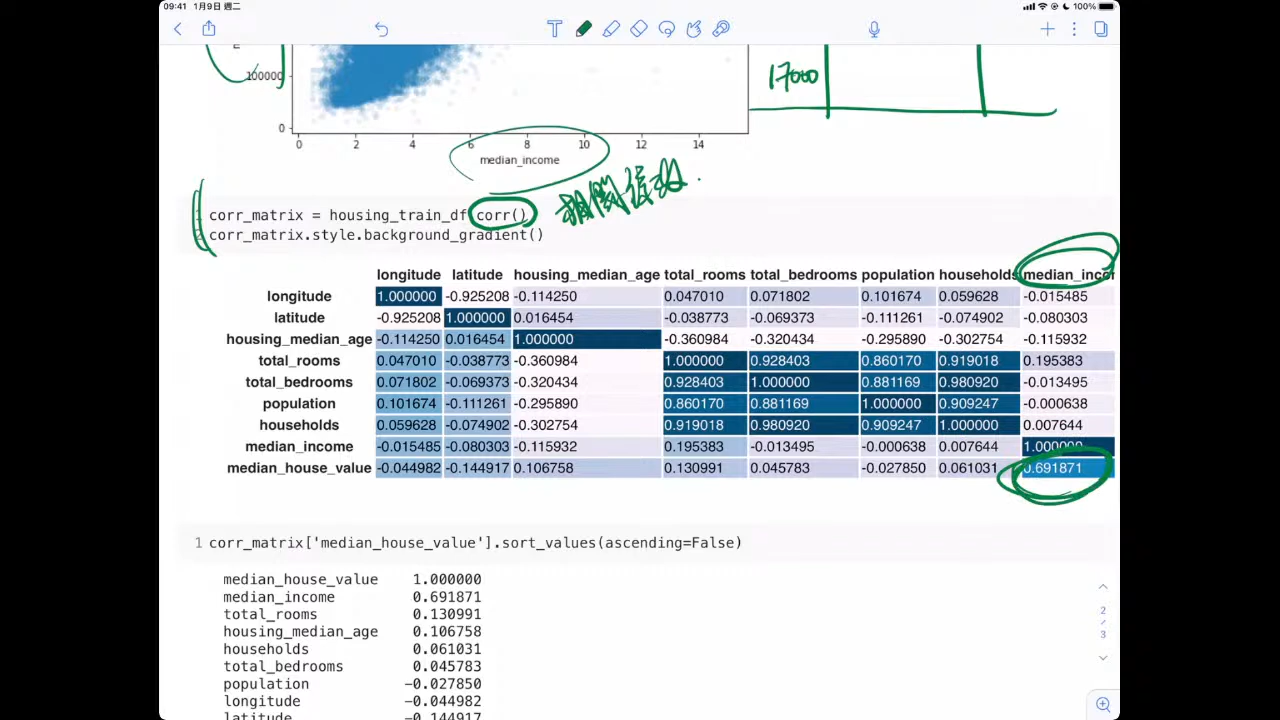 09:41 1月9日 週二
100%
100000
17000
0
0 2 4 6 8 10 12 14
median_income
相關係数
1 corr_matrix = housing_train_df.corr()
2 corr_matrix.style.background_gradient()
longitude latitude housing_median_age total_rooms total_bedrooms population households median_incor
longitude 1.000000 -0.925208 -0.114250 0.047010 0.071802 0.101674 0.059628 -0.015485
latitude -0.925208 1.000000 0.016454 -0.038773 -0.069373 -0.111261 -0.074902 -0.080303
housing_median_age -0.114250 0.016454 1.000000 -0.360984 -0.320434 -0.295890 -0.302754 -0.115932
total_rooms 0.047010 -0.038773 -0.360984 1.000000 0.928403 0.860170 0.919018 0.195383
total_bedrooms 0.071802 -0.069373 -0.320434 0.928403 1.000000 0.881169 0.980920 -0.013495
population 0.101674 -0.111261 -0.295890 0.860170 0.881169 1.000000 0.909247 -0.000638
households 0.059628 -0.074902 -0.302754 0.919018 0.980920 0.909247 1.000000 0.007644
median_income -0.015485 -0.080303 -0.115932 0.195383 -0.013495 -0.000638 0.007644 1.000000
median_house_value -0.044982 -0.144917 0.106758 0.130991 0.045783 -0.027850 0.061031 0.691871
1 corr_matrix['median_house_value'].sort_values(ascending=False)
median_house_value 1.000000
median_income 0.691871
total_rooms 0.130991
housing_median_age 0.106758
households 0.061031
total_bedrooms 0.045783
population -0.027850
longitude -0.044982
latitude -0.144917
2
/
3